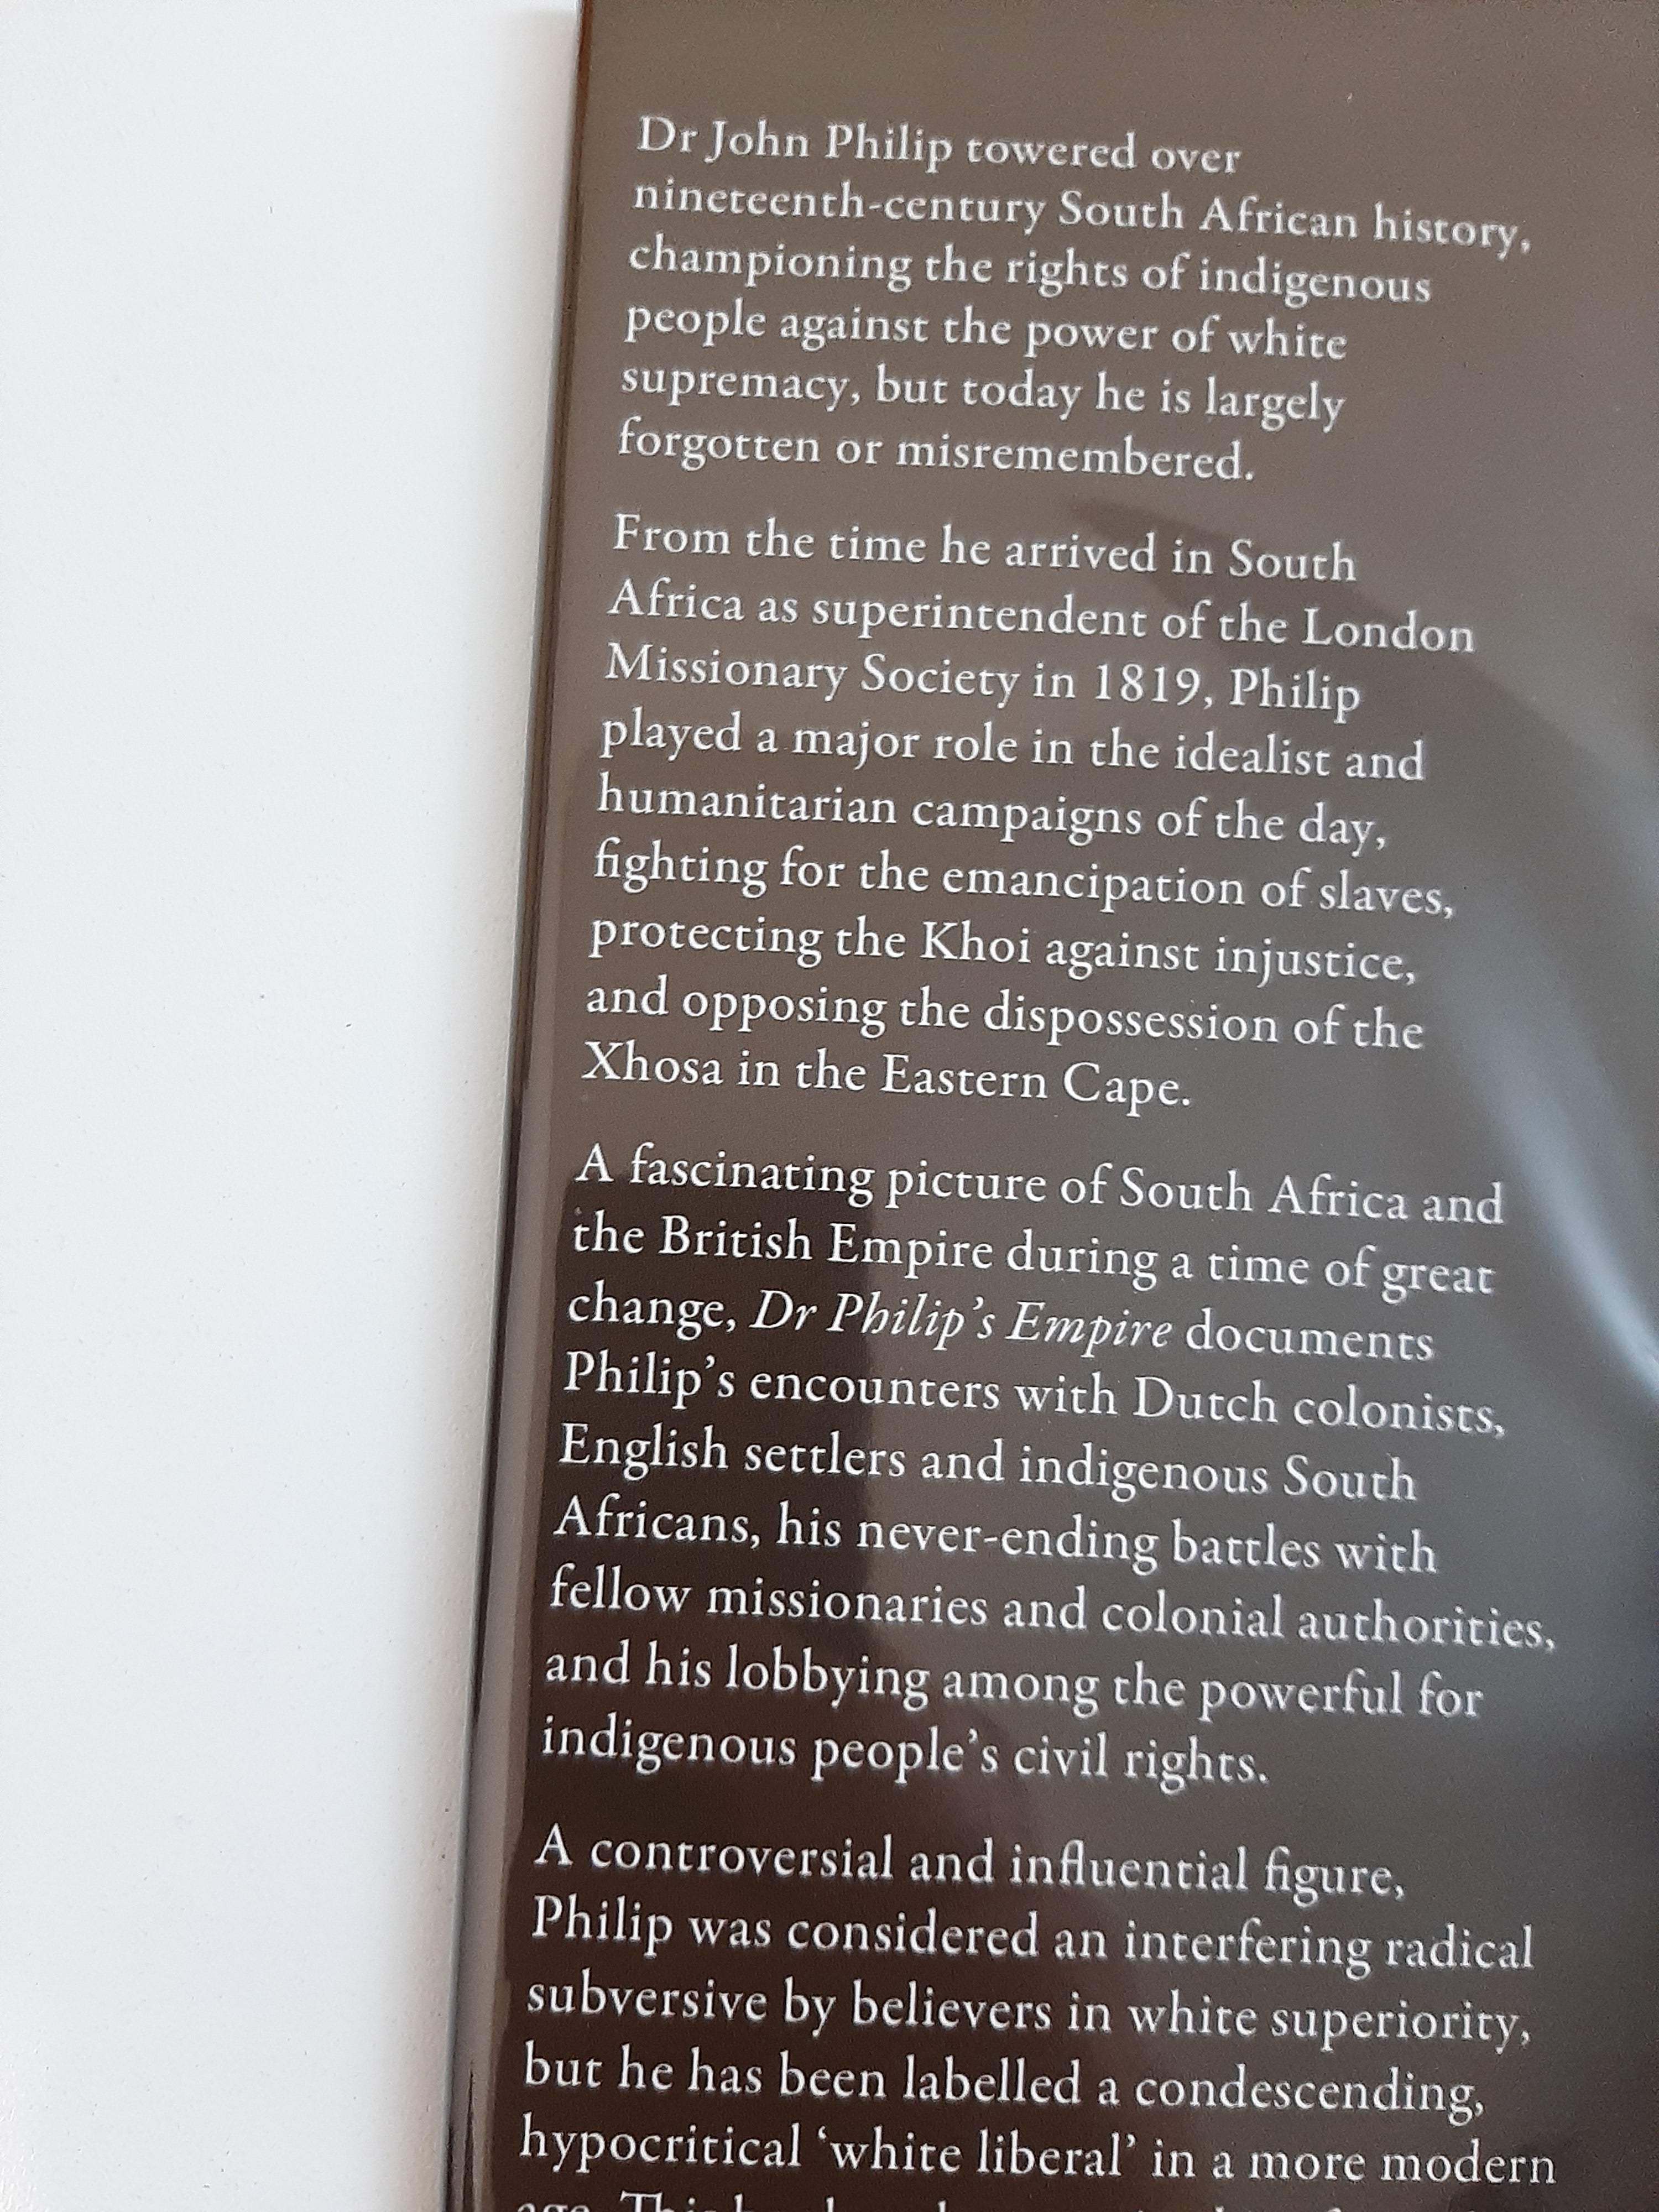 Dr John Philip towered over
nineteenth-century South African history,
championing the rights of indigenous
people against the power of white
supremacy, but today he is largely
forgotten or misremembered.
From the time he arrived in South
Africa as superintendent of the London
Missionary Society in 1819, Philip
played a major role in the idealist and
humanitarian campaigns of the day,
fighting for the emancipation of slaves,
protecting the Khoi against injustice,
and opposing the dispossession of the
Xhosa in the Eastern Cape.
A fascinating picture of South Africa and
the British Empire during a time of great
change, Dr Philip’s Empire documents
Philip’s encounters with Dutch colonists,
English settlers and indigenous South
Africans, his never-ending battles with
fellow missionaries and colonial authorities,
and his lobbying among the powerful for
indigenous people’s civil rights.
A controversial and influential figure,
Philip was considered an interfering radical
subversive by believers in white superiority,
but he has been labelled a condescending,
hypocritical ‘white liberal’ in a more modern
age. This